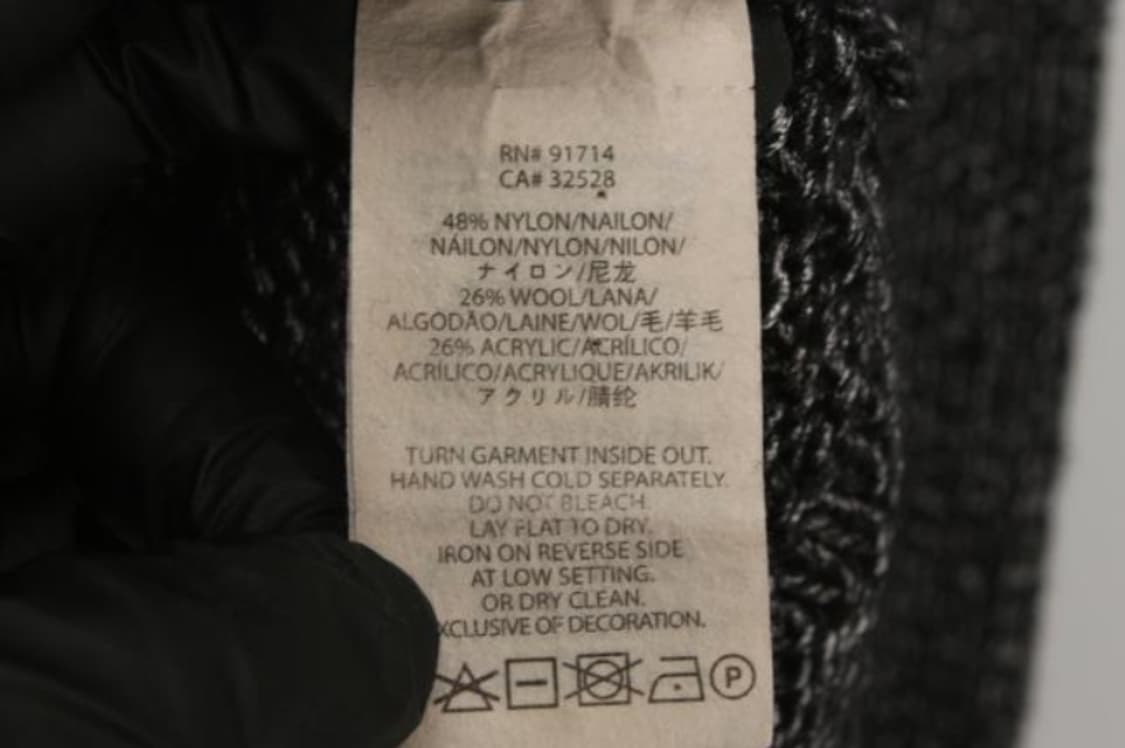 RN# 91714
CA# 32528
48% NYLON/NAILON/
NÁILON/NYLON/NILON/
ナイロン/尼龙
26% WOOL/LANA/
ALGODÃO/LAINE/WOL/毛/羊毛
26% ACRYLIC/ACRÍLICO/
ACRÍLICO/ACRYLIQUE/AKRILIK/
アクリル/腈纶
TURN GARMENT INSIDE OUT.
HAND WASH COLD SEPARATELY.
DO NOT BLEACH.
LAY FLAT TO DRY.
IRON ON REVERSE SIDE
AT LOW SETTING.
OR DRY CLEAN.
XCLUSIVE OF DECORATION.
P